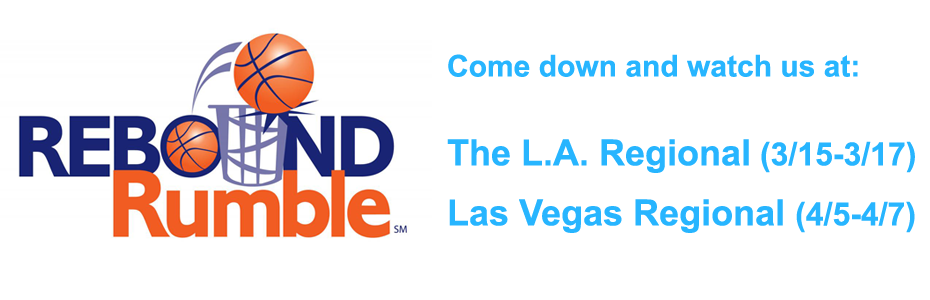 REBOUND
Rumble SM
Come down and watch us at:
The L.A. Regional (3/15-3/17)
Las Vegas Regional (4/5-4/7)